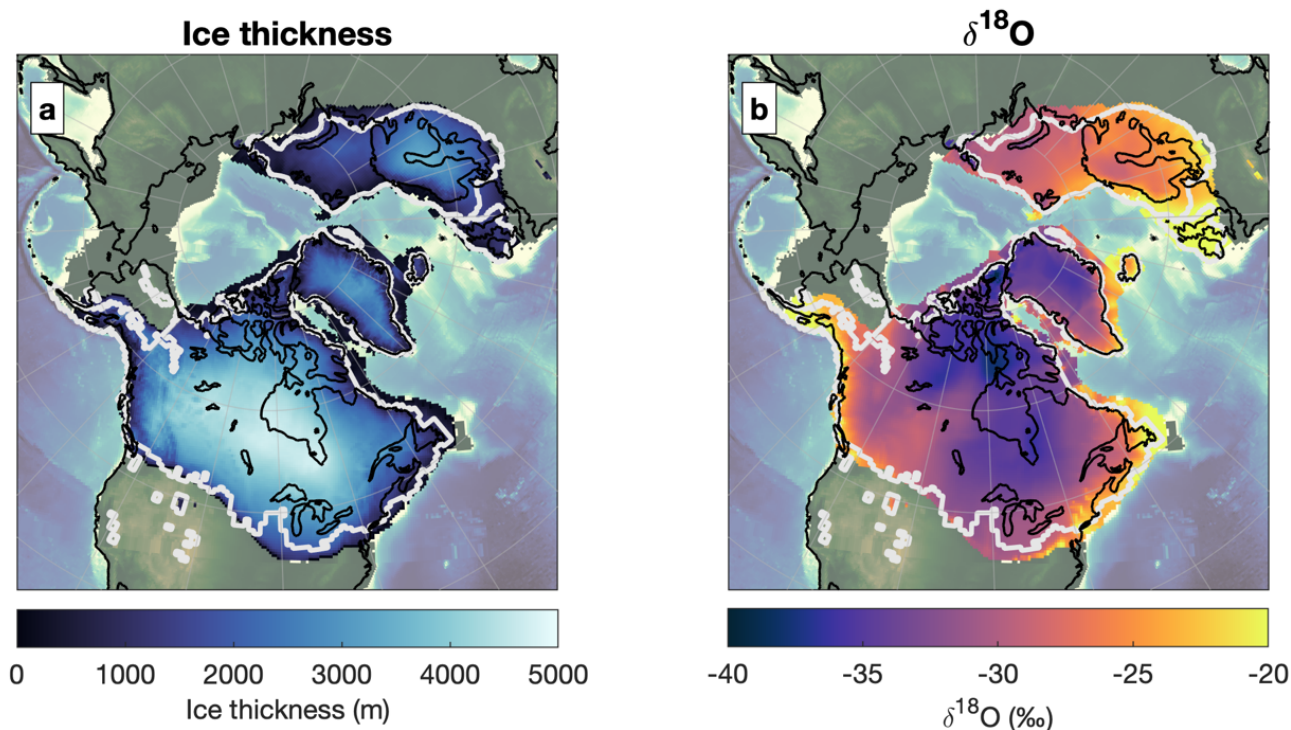 Ice thickness
δ¹⁸O
a
b
0 1000 2000 3000 4000 5000
Ice thickness (m)
-40 -35 -30 -25 -20
δ¹⁸O (‰)